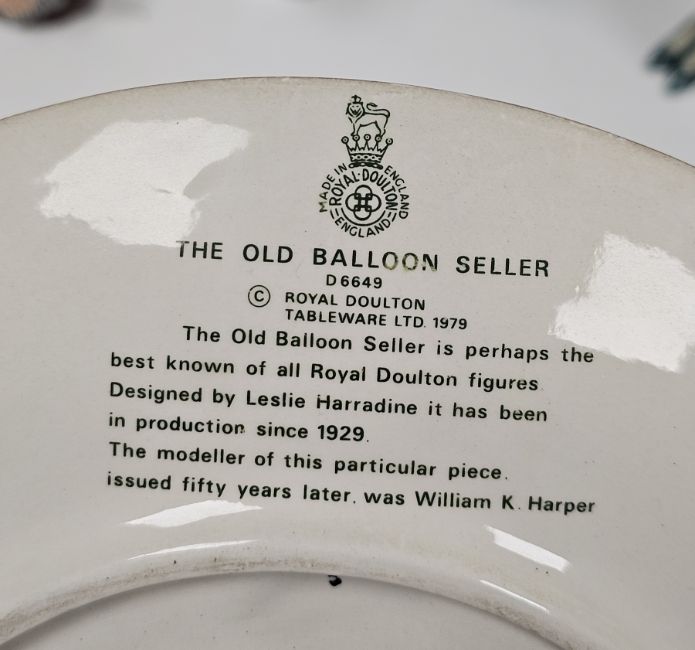 MADE IN ENGLAND
ROYAL·DOULTON
ENGLAND
THE OLD BALLOON SELLER
D6649
© ROYAL DOULTON
TABLEWARE LTD. 1979
The Old Balloon Seller is perhaps the
best known of all Royal Doulton figures
Designed by Leslie Harradine it has been
in production since 1929.
The modeller of this particular piece.
issued fifty years later. was William K. Harper